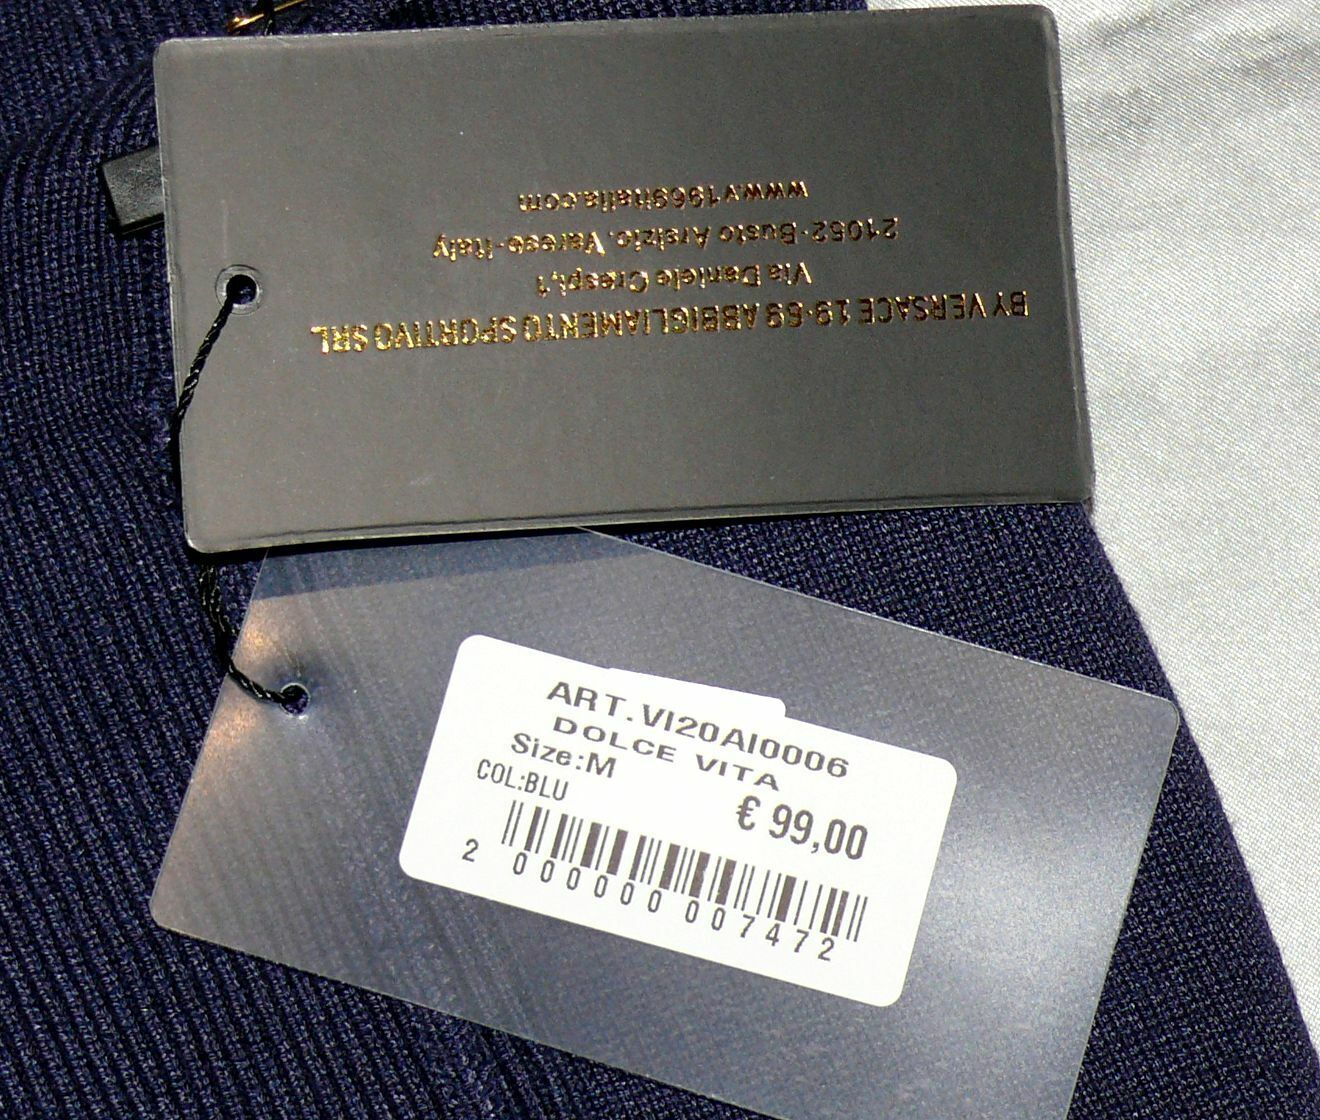 BY VERSACE 19·69 ABBIGLIAMENTO SPORTIVO SRL
Via Daniele Crespi,1
21052-Busto Arsizio, Varese-Italy
www.v1969italia.com
ART.VI20AI0006
DOLCE VITA
Size:M
COL:BLU
€ 99,00
2 000000 007472